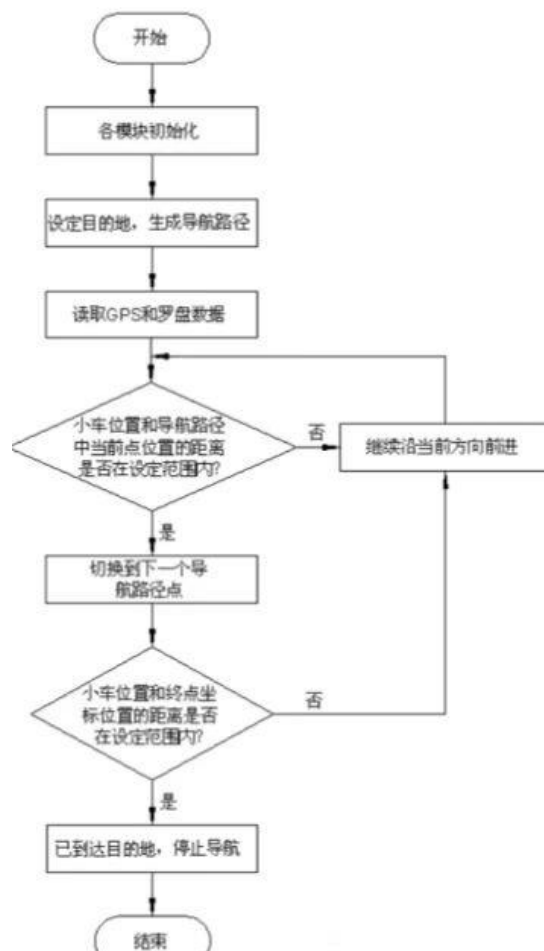 开始
各模块初始化
设定目的地，生成导航路径
读取GPS和罗盘数据
小车位置和导航路径
中当前点位置的距离
是否在设定范围内?
否
继续沿当前方向前进
是
切换到下一个导
航路径点
小车位置和终点坐
标位置的距离是否
在设定范围内?
否
是
已到达目的地，停止导航
结束